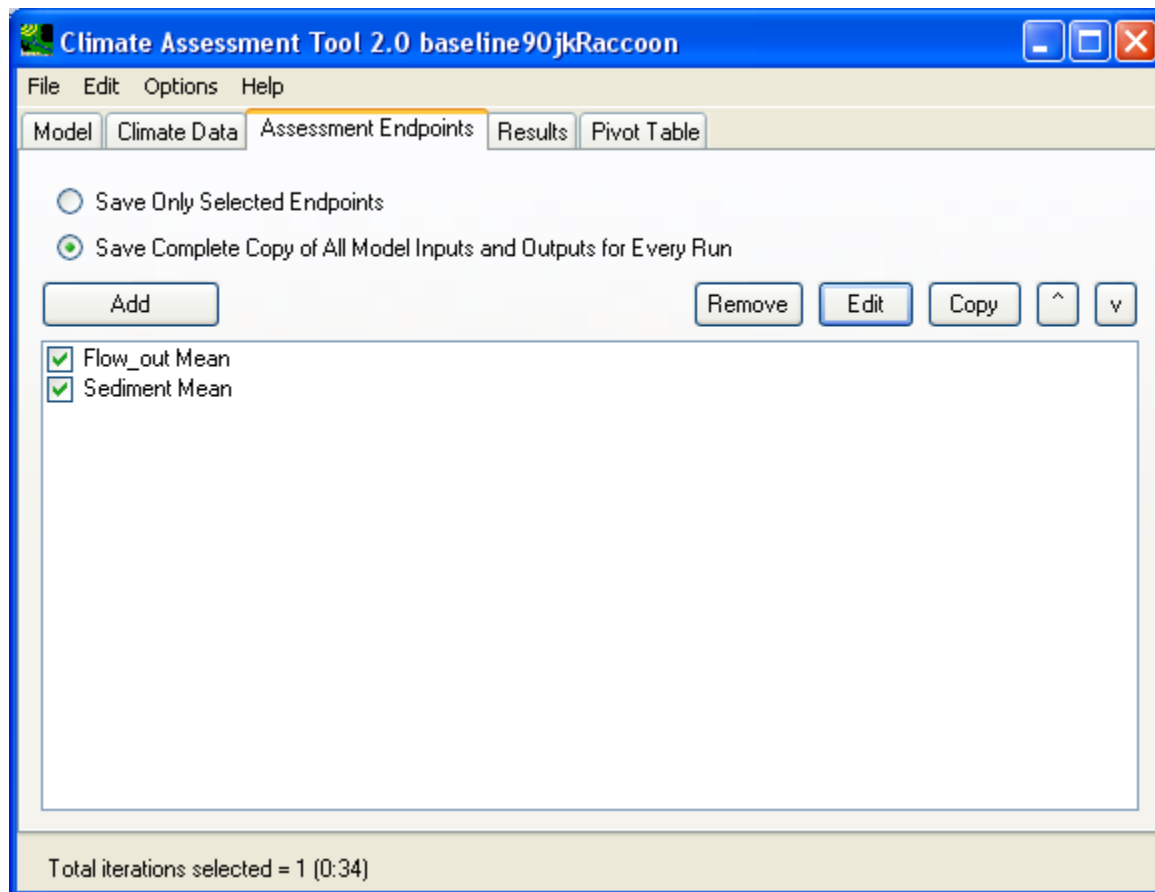 Climate Assessment Tool 2.0 baseline90jkRaccoon
File Edit Options Help
Model Climate Data Assessment Endpoints Results Pivot Table
Save Only Selected Endpoints
Save Complete Copy of All Model Inputs and Outputs for Every Run
Add Remove Edit Copy ^ v
Flow_out Mean
Sediment Mean
Total iterations selected = 1 (0:34)